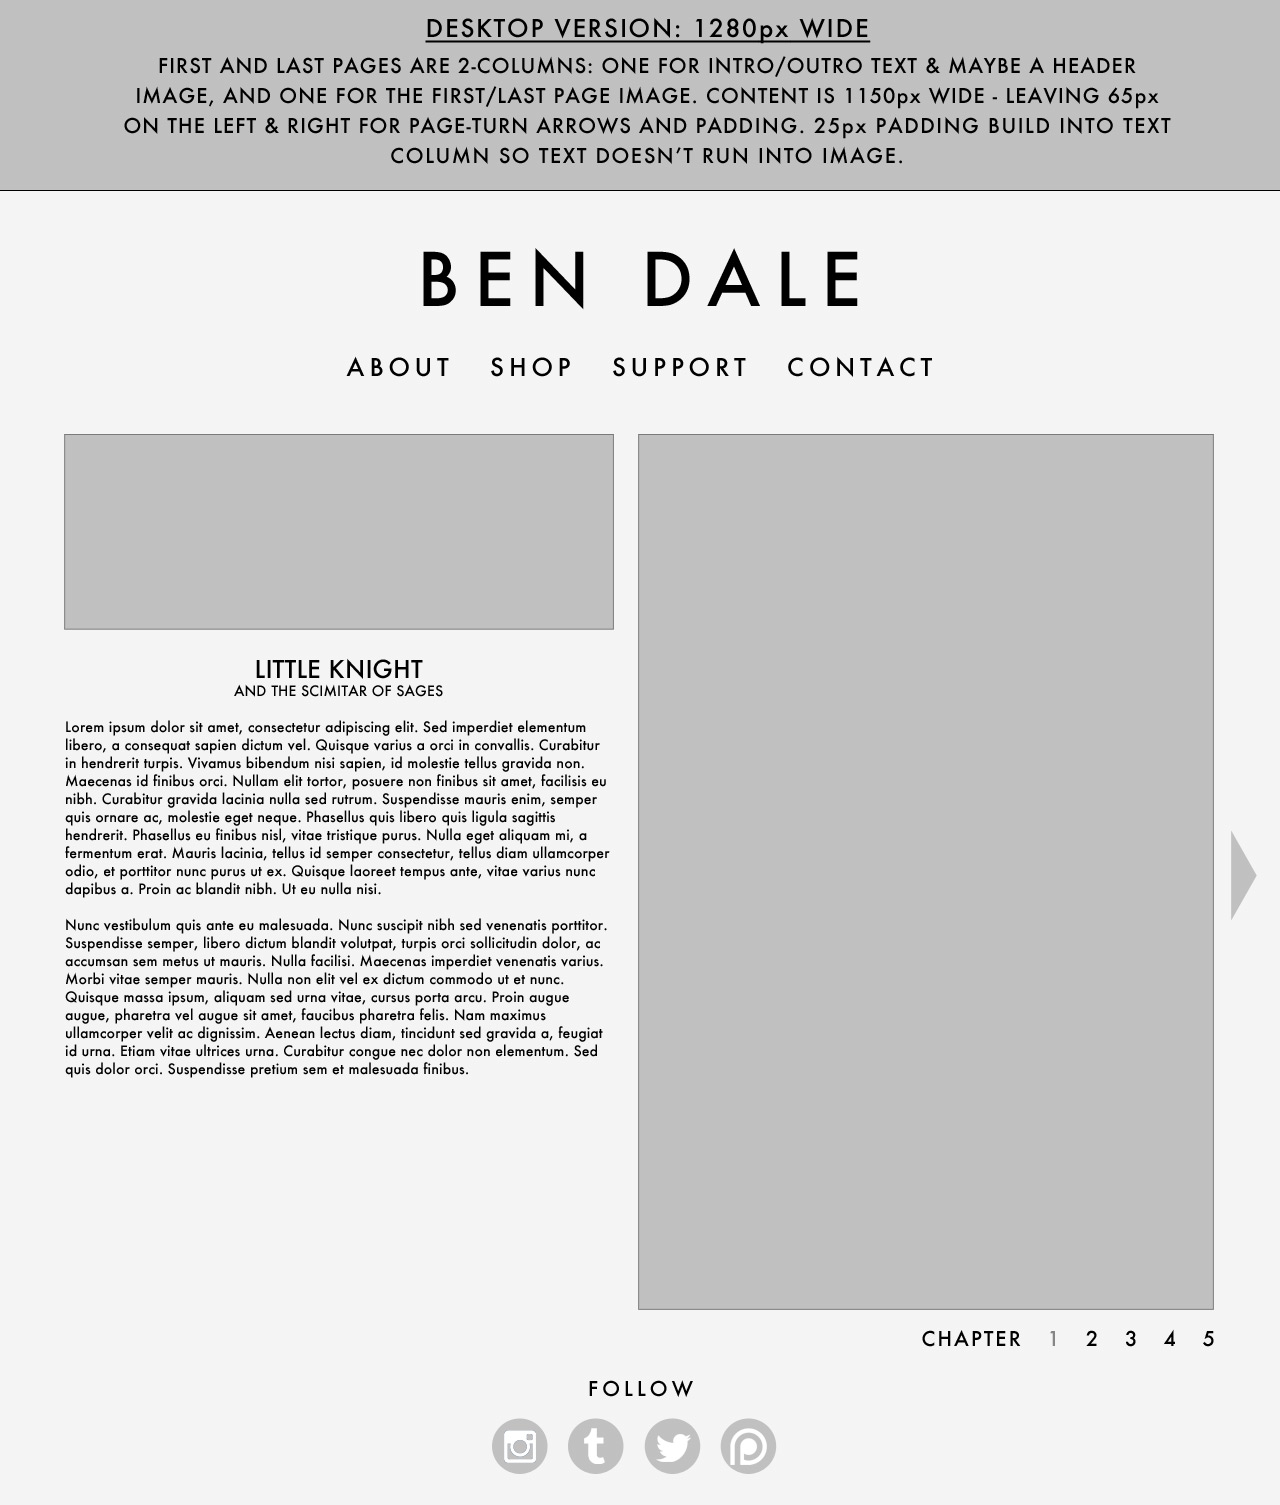 DESKTOP VERSION: 1280px WIDE
FIRST AND LAST PAGES ARE 2-COLUMNS: ONE FOR INTRO/OUTRO TEXT & MAYBE A HEADER
IMAGE, AND ONE FOR THE FIRST/LAST PAGE IMAGE. CONTENT IS 1150px WIDE - LEAVING 65px
ON THE LEFT & RIGHT FOR PAGE-TURN ARROWS AND PADDING. 25px PADDING BUILD INTO TEXT
COLUMN SO TEXT DOESN’T RUN INTO IMAGE.
BEN DALE
ABOUT SHOP SUPPORT CONTACT
LITTLE KNIGHT
AND THE SCIMITAR OF SAGES
Lorem ipsum dolor sit amet, consectetur adipiscing elit. Sed imperdiet elementum
libero, a consequat sapien dictum vel. Quisque varius a orci in convallis. Curabitur
in hendrerit turpis. Vivamus bibendum nisi sapien, id molestie tellus gravida non.
Maecenas id finibus orci. Nullam elit tortor, posuere non finibus sit amet, facilisis eu
nibh. Curabitur gravida lacinia nulla sed rutrum. Suspendisse mauris enim, semper
quis ornare ac, molestie eget neque. Phasellus quis libero quis ligula sagittis
hendrerit. Phasellus eu finibus nisl, vitae tristique purus. Nulla eget aliquam mi, a
fermentum erat. Mauris lacinia, tellus id semper consectetur, tellus diam ullamcorper
odio, et porttitor nunc purus ut ex. Quisque laoreet tempus ante, vitae varius nunc
dapibus a. Proin ac blandit nibh. Ut eu nulla nisi.
Nunc vestibulum quis ante eu malesuada. Nunc suscipit nibh sed venenatis porttitor.
Suspendisse semper, libero dictum blandit volutpat, turpis orci sollicitudin dolor, ac
accumsan sem metus ut mauris. Nulla facilisi. Maecenas imperdiet venenatis varius.
Morbi vitae semper mauris. Nulla non elit vel ex dictum commodo ut et nunc.
Quisque massa ipsum, aliquam sed urna vitae, cursus porta arcu. Proin augue
augue, pharetra vel augue sit amet, faucibus pharetra felis. Nam maximus
ullamcorper velit ac dignissim. Aenean lectus diam, tincidunt sed gravida a, feugiat
id urna. Etiam vitae ultrices urna. Curabitur congue nec dolor non elementum. Sed
quis dolor orci. Suspendisse pretium sem et malesuada finibus.
CHAPTER 1 2 3 4 5
FOLLOW